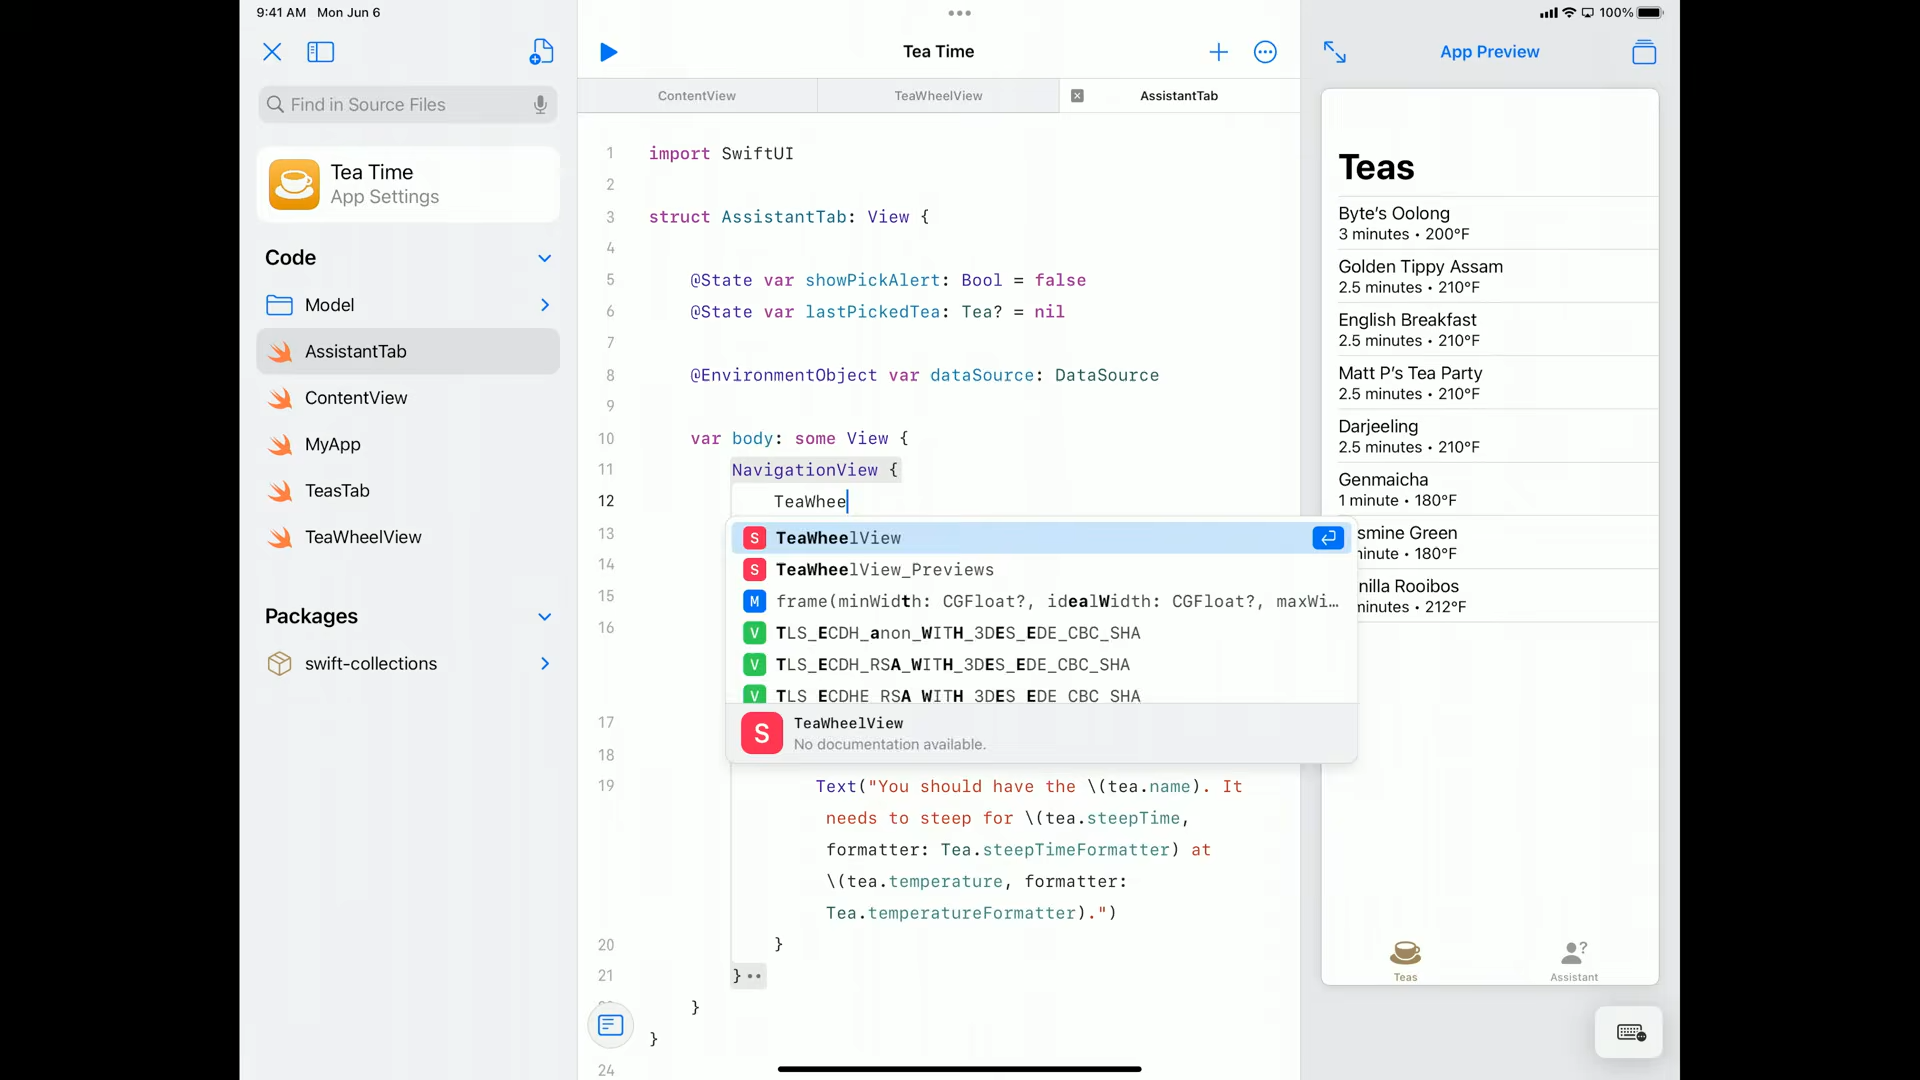 9:41 AM Mon Jun 6
100%
Find in Source Files
Tea Time
App Settings
Code
Model
AssistantTab
ContentView
MyApp
TeasTab
TeaWheelView
Packages
swift-collections
Tea Time
ContentView
TeaWheelView
AssistantTab
1 import SwiftUI
2
3 struct AssistantTab: View {
4
5 @State var showPickAlert: Bool = false
6 @State var lastPickedTea: Tea? = nil
7
8 @EnvironmentObject var dataSource: DataSource
9
10 var body: some View {
11 NavigationView {
12 TeaWhee
13
14
15
16
S TeaWheelView
S TeaWheelView_Previews
M frame(minWidth: CGFloat?, idealWidth: CGFloat?, maxWi…
V TLS_ECDH_anon_WITH_3DES_EDE_CBC_SHA
V TLS_ECDH_RSA_WITH_3DES_EDE_CBC_SHA
V TLS_ECDHE_RSA_WITH_3DES_EDE_CBC_SHA
S TeaWheelView
No documentation available.
17
18
19 Text("You should have the \(tea.name). It
needs to steep for \(tea.steepTime,
formatter: Tea.steepTimeFormatter) at
\(tea.temperature, formatter:
Tea.temperatureFormatter).")
20 }
21 }
}
}
24
App Preview
Teas
Byte's Oolong
3 minutes • 200°F
Golden Tippy Assam
2.5 minutes • 210°F
English Breakfast
2.5 minutes • 210°F
Matt P's Tea Party
2.5 minutes • 210°F
Darjeeling
2.5 minutes • 210°F
Genmaicha
1 minute • 180°F
smine Green
inute • 180°F
nilla Rooibos
minutes • 212°F
Teas
Assistant